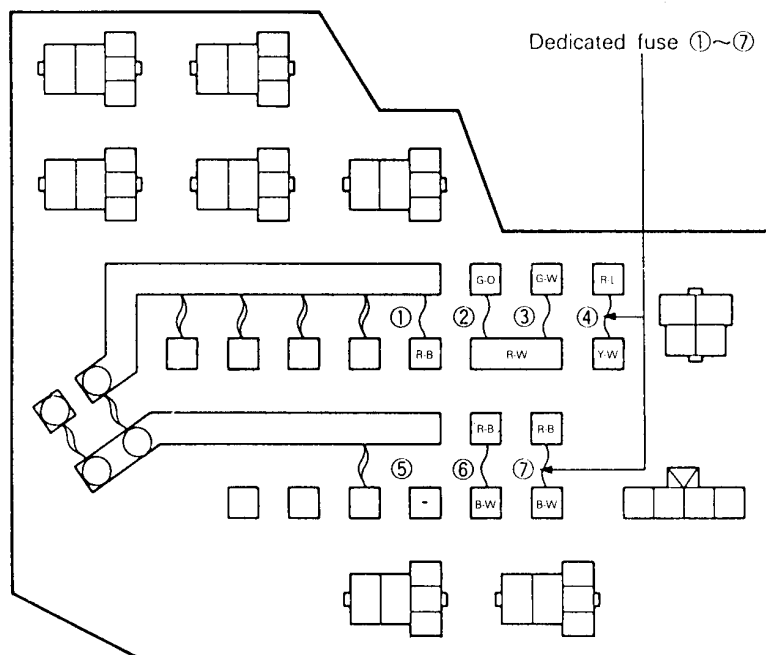 Dedicated fuse ①~⑦
G-O G-W R-L
① ② ③ ④
R-B R-W Y-W
R-B R-B
⑤ ⑥ ⑦
- B-W B-W